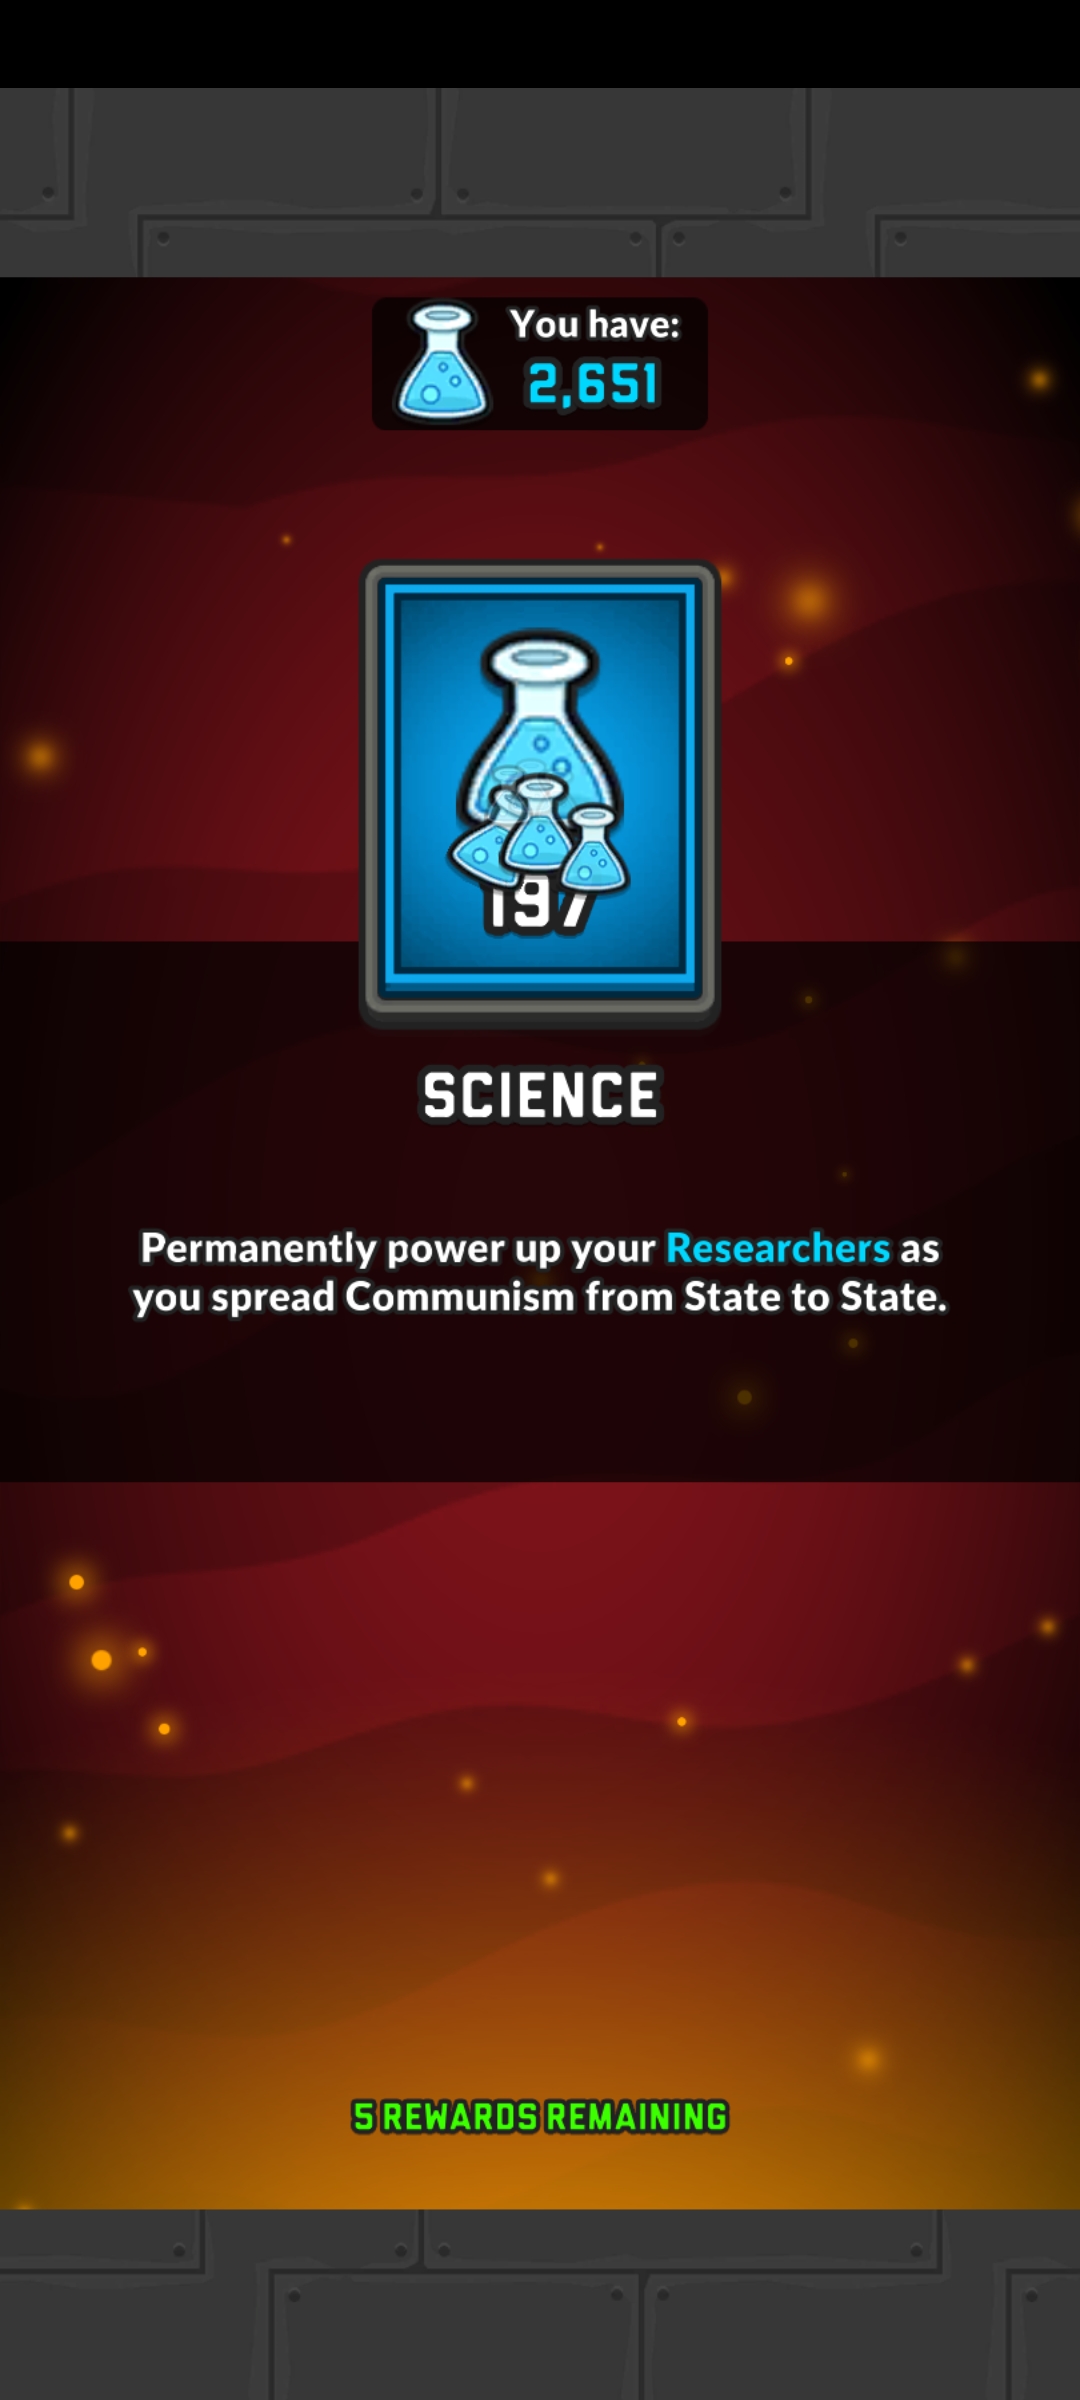 You have:
2,651
197
SCIENCE
Permanently power up your Researchers as
you spread Communism from State to State.
5 REWARDS REMAINING